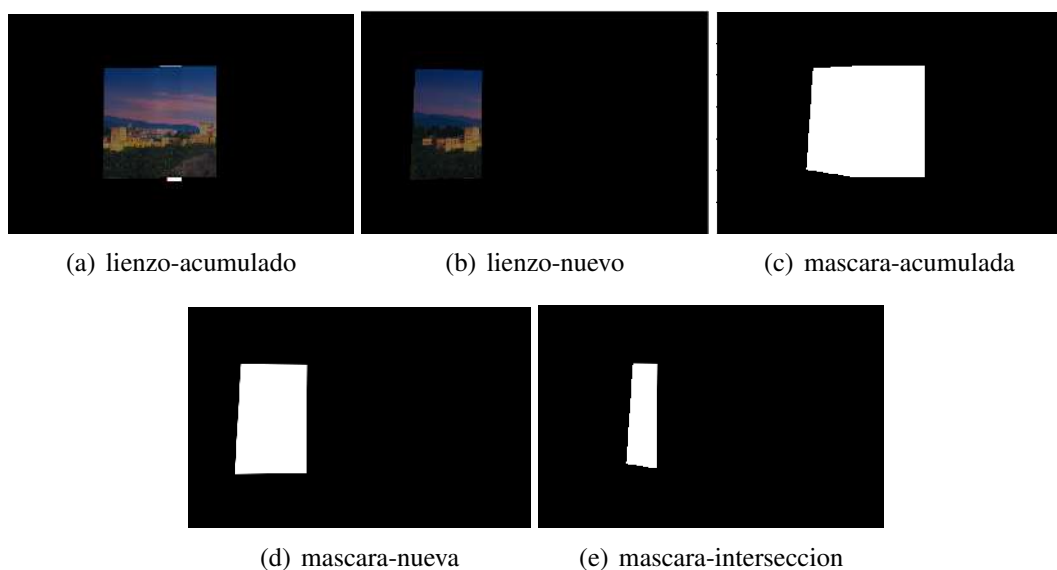 (a) lienzo-acumulado
(b) lienzo-nuevo
(c) mascara-acumulada
(d) mascara-nueva
(e) mascara-interseccion